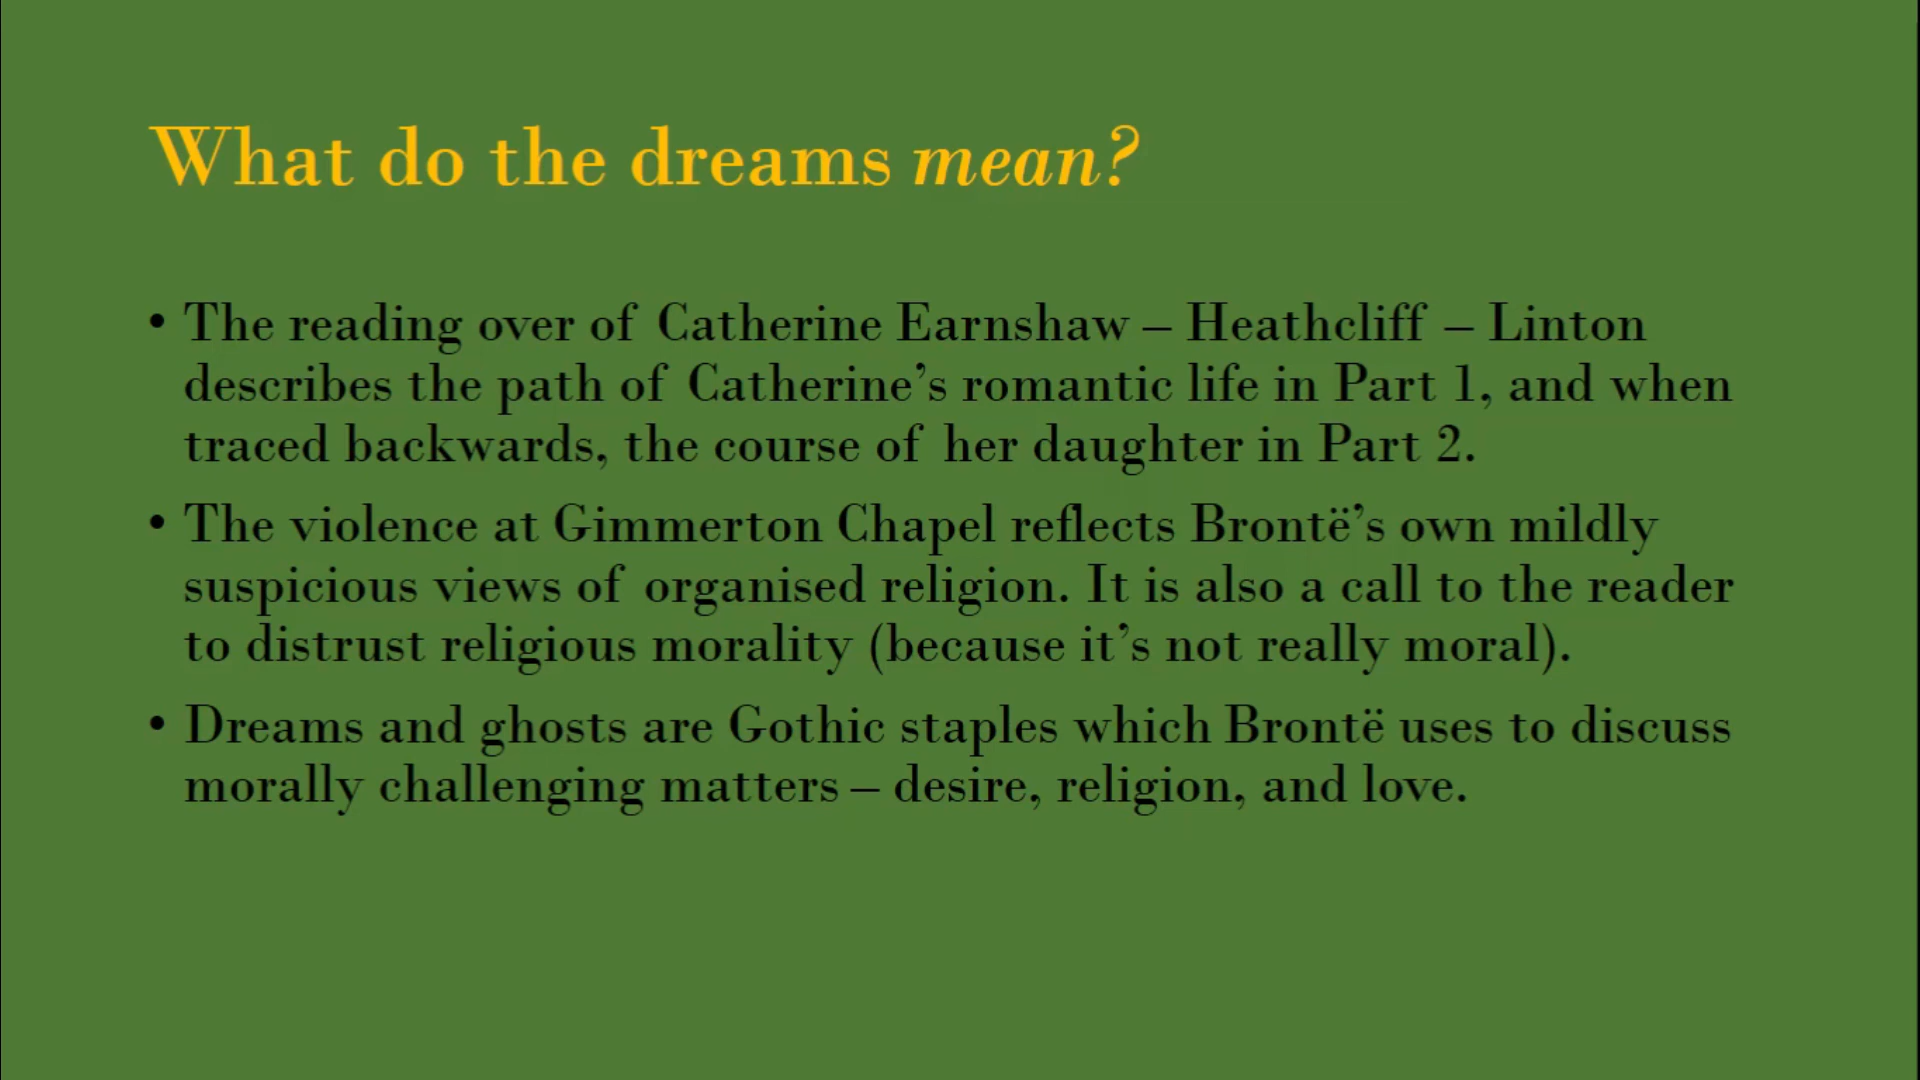 What do the dreams mean?
• The reading over of Catherine Earnshaw – Heathcliff – Linton
describes the path of Catherine’s romantic life in Part 1, and when
traced backwards, the course of her daughter in Part 2.
• The violence at Gimmerton Chapel reflects Brontë’s own mildly
suspicious views of organised religion. It is also a call to the reader
to distrust religious morality (because it’s not really moral).
• Dreams and ghosts are Gothic staples which Brontë uses to discuss
morally challenging matters – desire, religion, and love.